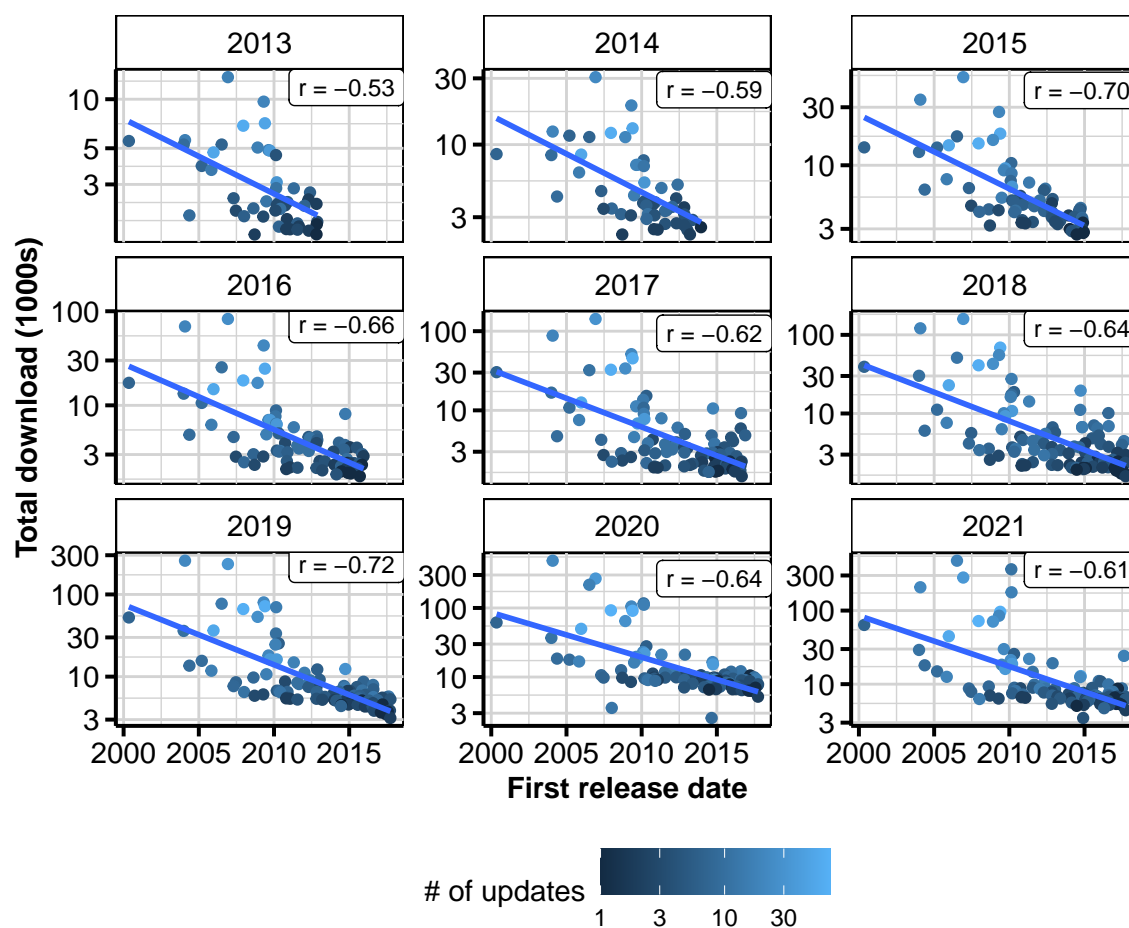 2013
2014
2015
r = −0.53
r = −0.59
r = −0.70
10
5
3
30
10
3
30
10
3
2016
2017
2018
r = −0.66
r = −0.62
r = −0.64
100
30
10
3
100
30
10
3
100
30
10
3
2019
2020
2021
r = −0.72
r = −0.64
r = −0.61
300
100
30
10
3
300
100
30
10
3
300
100
30
10
3
2000 2005 2010 2015
2000 2005 2010 2015
2000 2005 2010 2015
Total download (1000s)
First release date
# of updates
1 3 10 30